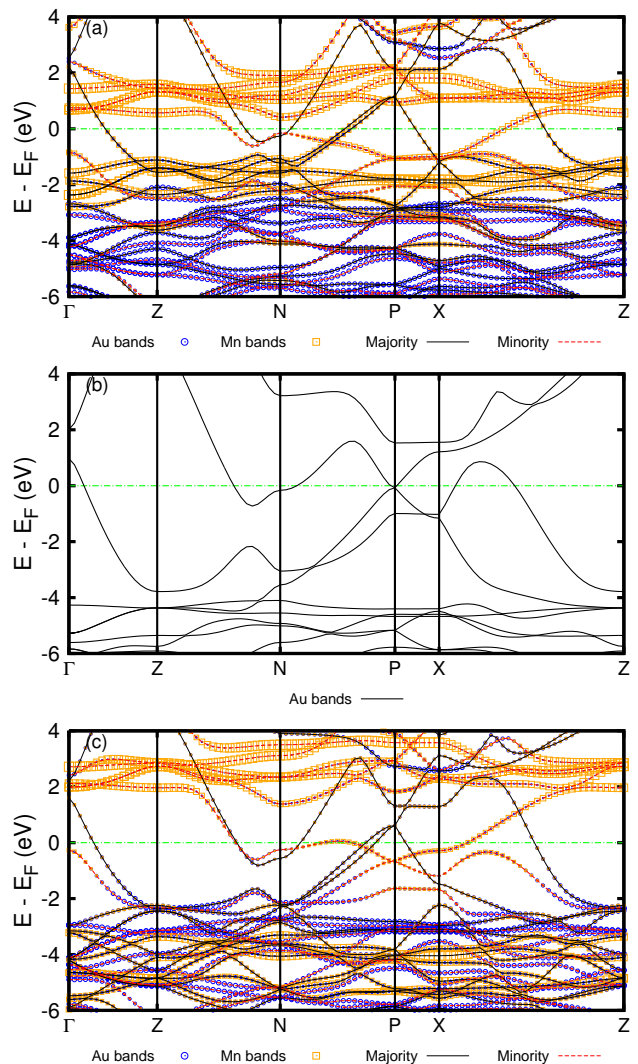 (a)
E - E_F (eV)
4
2
0
-2
-4
-6
Γ Z N P X Z
Au bands Mn bands Majority Minority
(b)
E - E_F (eV)
4
2
0
-2
-4
-6
Γ Z N P X Z
Au bands
(c)
E - E_F (eV)
4
2
0
-2
-4
-6
Γ Z N P X Z
Au bands Mn bands Majority Minority